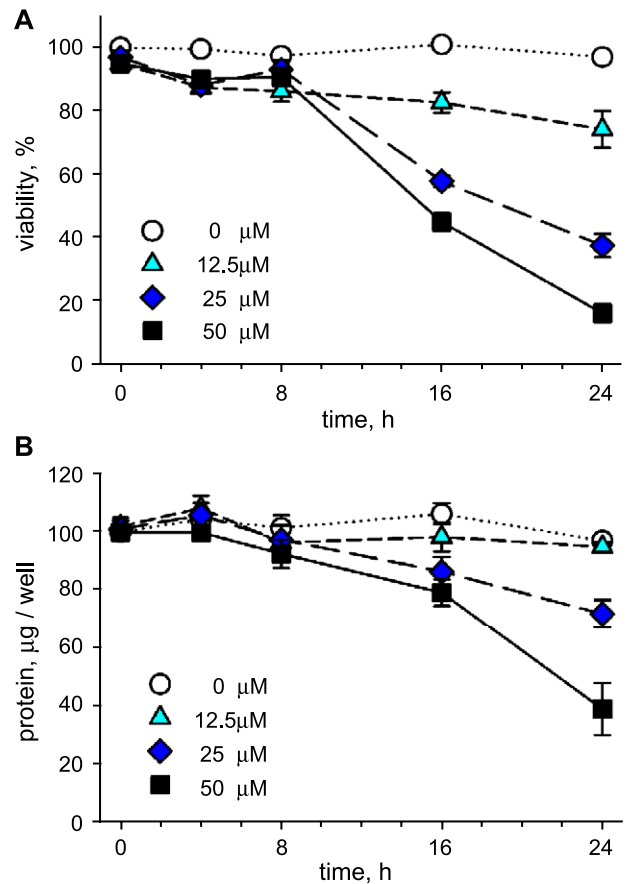 A
100
80
60
40
20
0
viability, %
0 μM
12.5μM
25 μM
50 μM
0 8 16 24
time, h
B
120
100
80
60
40
20
0
protein, μg / well
0 μM
12.5μM
25 μM
50 μM
0 8 16 24
time, h